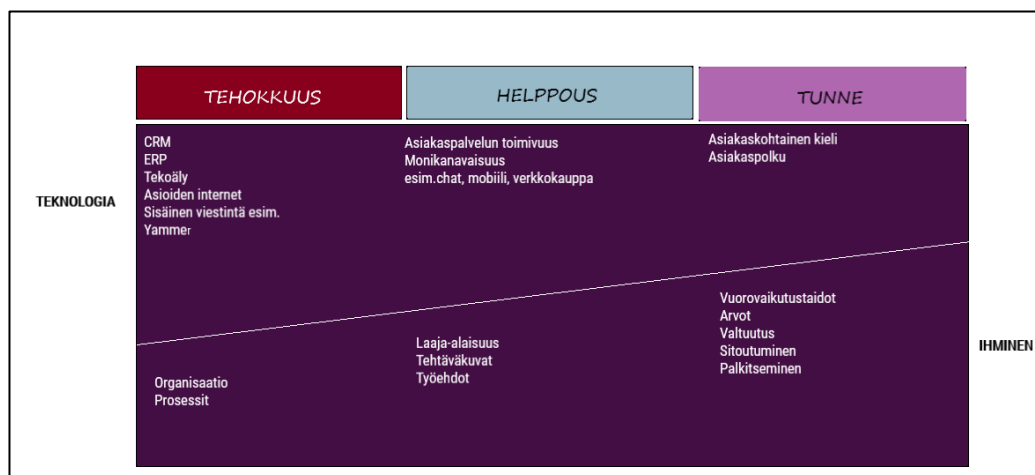 TEHOKKUUS
HELPPOUS
TUNNE
TEKNOLOGIA
CRM
ERP
Tekoäly
Asioiden internet
Sisäinen viestintä esim.
Yammer
Asiakaspalvelun toimivuus
Monikanavaisuus
esim.chat, mobiili, verkkokauppa
Asiakaskohtainen kieli
Asiakaspolku
Organisaatio
Prosessit
Laaja-alaisuus
Tehtäväkuvat
Työehdot
Vuorovaikutustaidot
Arvot
Valtuutus
Sitoutuminen
Palkitseminen
IHMINEN